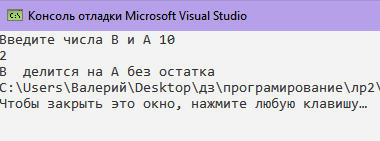 Консоль отладки Microsoft Visual Studio
Введите числа B и A 10
2
B делится на A без остатка
C:\Users\Валерий\Desktop\дз\програмирование\лр2\
Чтобы закрыть это окно, нажмите любую клавишу…